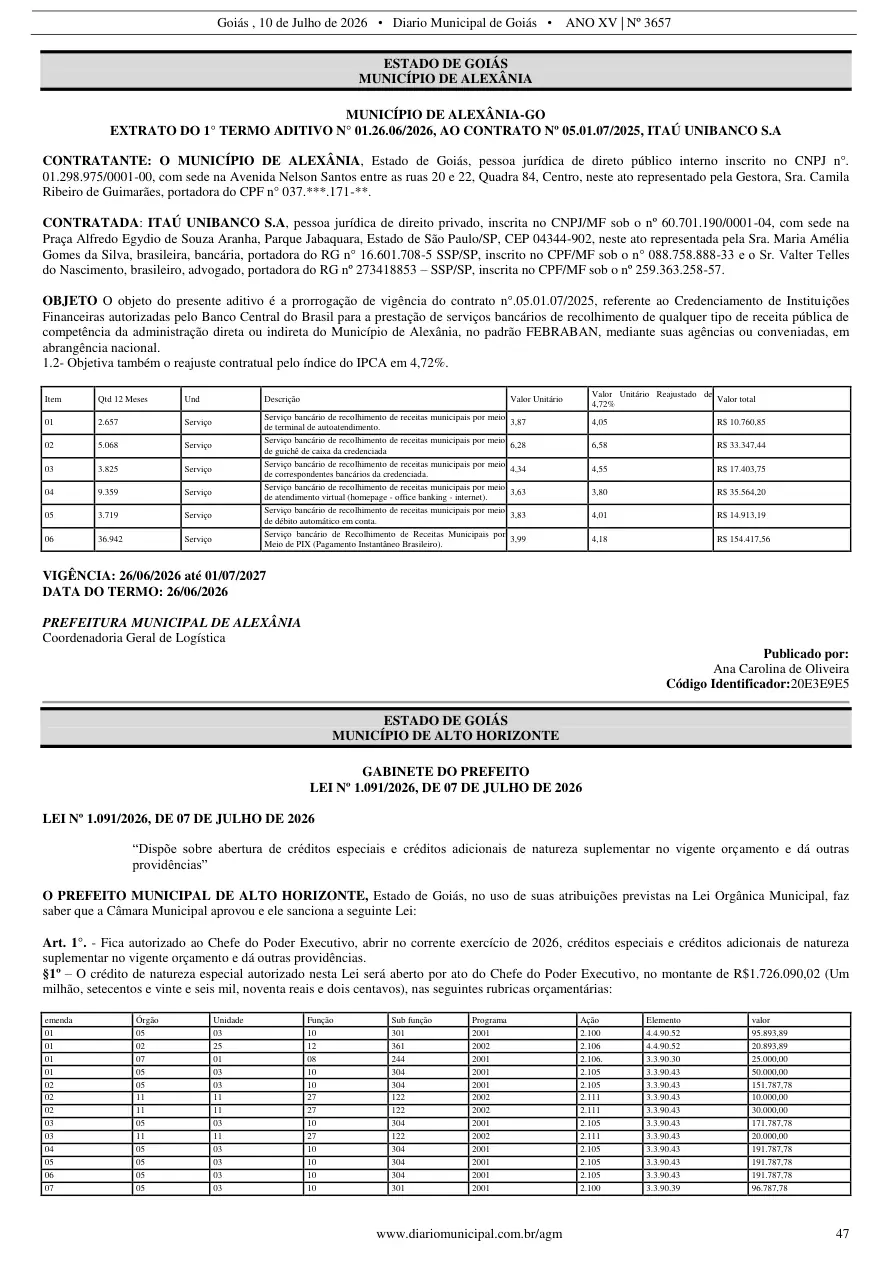 Goiás , 10 de Julho de 2026 • Diario Municipal de Goiás • ANO XV | Nº 3657
ESTADO DE GOIÁS
MUNICÍPIO DE ALEXÂNIA
MUNICÍPIO DE ALEXÂNIA-GO
EXTRATO DO 1° TERMO ADITIVO N° 01.26.06/2026, AO CONTRATO Nº 05.01.07/2025, ITAÚ UNIBANCO S.A
CONTRATANTE: O MUNICÍPIO DE ALEXÂNIA, Estado de Goiás, pessoa jurídica de direto público interno inscrito no CNPJ n°.
01.298.975/0001-00, com sede na Avenida Nelson Santos entre as ruas 20 e 22, Quadra 84, Centro, neste ato representado pela Gestora, Sra. Camila
Ribeiro de Guimarães, portadora do CPF n° 037.***.171-**.
CONTRATADA: ITAÚ UNIBANCO S.A, pessoa jurídica de direito privado, inscrita no CNPJ/MF sob o nº 60.701.190/0001-04, com sede na
Praça Alfredo Egydio de Souza Aranha, Parque Jabaquara, Estado de São Paulo/SP, CEP 04344-902, neste ato representada pela Sra. Maria Amélia
Gomes da Silva, brasileira, bancária, portadora do RG n° 16.601.708-5 SSP/SP, inscrito no CPF/MF sob o n° 088.758.888-33 e o Sr. Valter Telles
do Nascimento, brasileiro, advogado, portadora do RG nº 273418853 – SSP/SP, inscrito no CPF/MF sob o nº 259.363.258-57.
OBJETO O objeto do presente aditivo é a prorrogação de vigência do contrato n°.05.01.07/2025, referente ao Credenciamento de Instituições
Financeiras autorizadas pelo Banco Central do Brasil para a prestação de serviços bancários de recolhimento de qualquer tipo de receita pública de
competência da administração direta ou indireta do Município de Alexânia, no padrão FEBRABAN, mediante suas agências ou conveniadas, em
abrangência nacional.
1.2- Objetiva também o reajuste contratual pelo índice do IPCA em 4,72%.
Item Qtd 12 Meses Und Descrição Valor Unitário Valor Unitário Reajustado de 4,72% Valor total
01 2.657 Serviço Serviço bancário de recolhimento de receitas municipais por meio de terminal de autoatendimento. 3,87 4,05 R$ 10.760,85
02 5.068 Serviço Serviço bancário de recolhimento de receitas municipais por meio de guichê de caixa da credenciada 6,28 6,58 R$ 33.347,44
03 3.825 Serviço Serviço bancário de recolhimento de receitas municipais por meio de correspondentes bancários da credenciada. 4,34 4,55 R$ 17.403,75
04 9.359 Serviço Serviço bancário de recolhimento de receitas municipais por meio de atendimento virtual (homepage - office banking - internet). 3,63 3,80 R$ 35.564,20
05 3.719 Serviço Serviço bancário de recolhimento de receitas municipais por meio de débito automático em conta. 3,83 4,01 R$ 14.913,19
06 36.942 Serviço Serviço bancário de Recolhimento de Receitas Municipais por Meio de PIX (Pagamento Instantâneo Brasileiro). 3,99 4,18 R$ 154.417,56
VIGÊNCIA: 26/06/2026 até 01/07/2027
DATA DO TERMO: 26/06/2026
PREFEITURA MUNICIPAL DE ALEXÂNIA
Coordenadoria Geral de Logística
Publicado por:
Ana Carolina de Oliveira
Código Identificador:20E3E9E5
ESTADO DE GOIÁS
MUNICÍPIO DE ALTO HORIZONTE
GABINETE DO PREFEITO
LEI Nº 1.091/2026, DE 07 DE JULHO DE 2026
LEI Nº 1.091/2026, DE 07 DE JULHO DE 2026
“Dispõe sobre abertura de créditos especiais e créditos adicionais de natureza suplementar no vigente orçamento e dá outras
providências”
O PREFEITO MUNICIPAL DE ALTO HORIZONTE, Estado de Goiás, no uso de suas atribuições previstas na Lei Orgânica Municipal, faz
saber que a Câmara Municipal aprovou e ele sanciona a seguinte Lei:
Art. 1°. - Fica autorizado ao Chefe do Poder Executivo, abrir no corrente exercício de 2026, créditos especiais e créditos adicionais de natureza
suplementar no vigente orçamento e dá outras providências.
§1º – O crédito de natureza especial autorizado nesta Lei será aberto por ato do Chefe do Poder Executivo, no montante de R$1.726.090,02 (Um
milhão, setecentos e vinte e seis mil, noventa reais e dois centavos), nas seguintes rubricas orçamentárias:
emenda Órgão Unidade Função Sub função Programa Ação Elemento valor
01 05 03 10 301 2001 2.100 4.4.90.52 95.893,89
01 02 25 12 361 2002 2.106 4.4.90.52 20.893,89
01 07 01 08 244 2001 2.106. 3.3.90.30 25.000,00
01 05 03 10 304 2001 2.105 3.3.90.43 50.000,00
02 05 03 10 304 2001 2.105 3.3.90.43 151.787,78
02 11 11 27 122 2002 2.111 3.3.90.43 10.000,00
02 11 11 27 122 2002 2.111 3.3.90.43 30.000,00
03 05 03 10 304 2001 2.105 3.3.90.43 171.787,78
03 11 11 27 122 2002 2.111 3.3.90.43 20.000,00
04 05 03 10 304 2001 2.105 3.3.90.43 191.787,78
05 05 03 10 304 2001 2.105 3.3.90.43 191.787,78
06 05 03 10 304 2001 2.105 3.3.90.43 191.787,78
07 05 03 10 301 2001 2.100 3.3.90.39 96.787,78
www.diariomunicipal.com.br/agm 47